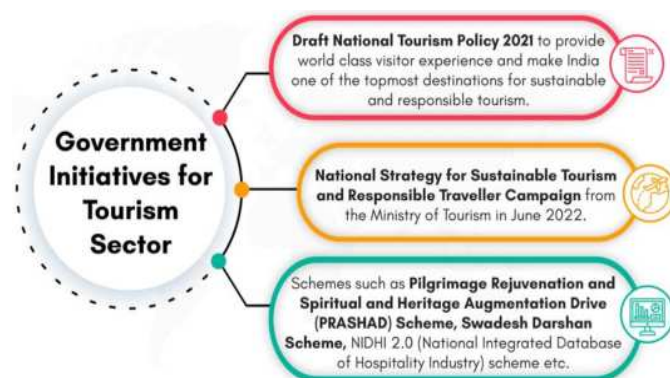 Government
Initiatives for
Tourism
Sector
Draft National Tourism Policy 2021 to provide
world class visitor experience and make India
one of the topmost destinations for sustainable
and responsible tourism.
National Strategy for Sustainable Tourism
and Responsible Traveller Campaign from
the Ministry of Tourism in June 2022.
Schemes such as Pilgrimage Rejuvenation and
Spiritual and Heritage Augmentation Drive
(PRASHAD) Scheme, Swadesh Darshan
Scheme, NIDHI 2.0 (National Integrated Database
of Hospitality Industry) scheme etc.